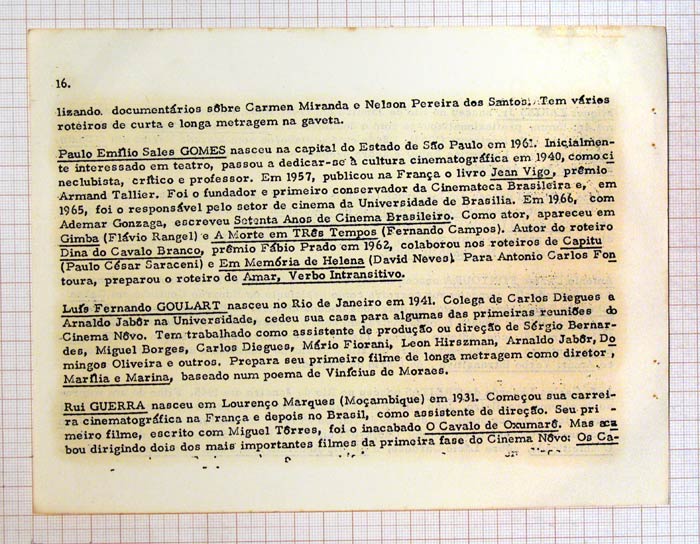 16.
lizando documentários sôbre Carmen Miranda e Nelson Pereira dos Santos. Tem vários
roteiros de curta e longa metragem na gaveta.
Paulo Emílio Sales GOMES nasceu na capital do Estado de São Paulo em 1961. Inicialmen-
te interessado em teatro, passou a dedicar-se à cultura cinematográfica em 1940, como ci
neclubista, crítico e professor. Em 1957, publicou na França o livro Jean Vigo, prêmio
Armand Tallier. Foi o fundador e primeiro conservador da Cinemateca Brasileira e, em
1965, foi o responsável pelo setor de cinema da Universidade de Brasilia. Em 1966, com
Ademar Gonzaga, escreveu Setenta Anos de Cinema Brasileiro. Como ator, apareceu em
Gimba (Flávio Rangel) e A Morte em TRês Tempos (Fernando Campos). Autor do roteiro
Dina do Cavalo Branco, prêmio Fábio Prado em 1962, colaborou nos roteiros de Capitu
(Paulo César Saraceni) e Em Memória de Helena (David Neves). Para Antonio Carlos Fon
toura, preparou o roteiro de Amar, Verbo Intransitivo.
Luís Fernando GOULART nasceu no Rio de Janeiro em 1941. Colega de Carlos Diegues e
Arnaldo Jabôr na Universidade, cedeu sua casa para algumas das primeiras reuniões do
Cinema Nôvo. Tem trabalhado como assistente de produção ou direção de Sérgio Bernar-
des, Miguel Borges, Carlos Diegues, Mário Fiorani, Leon Hirszman, Arnaldo Jabôr, Do
mingos Oliveira e outros. Prepara seu primeiro filme de longa metragem como diretor,
Marília e Marina, baseado num poema de Vinícius de Moraes.
Rui GUERRA nasceu em Lourenço Marques (Moçambique) em 1931. Começou sua carrei-
ra cinematográfica na França e depois no Brasil, como assistente de direção. Seu pri-
meiro filme, escrito com Miguel Tôrres, foi o inacabado O Cavalo de Oxumarê. Mas aca
bou dirigindo dois dos mais importantes filmes da primeira fase do Cinema Nôvo: Os Ca-